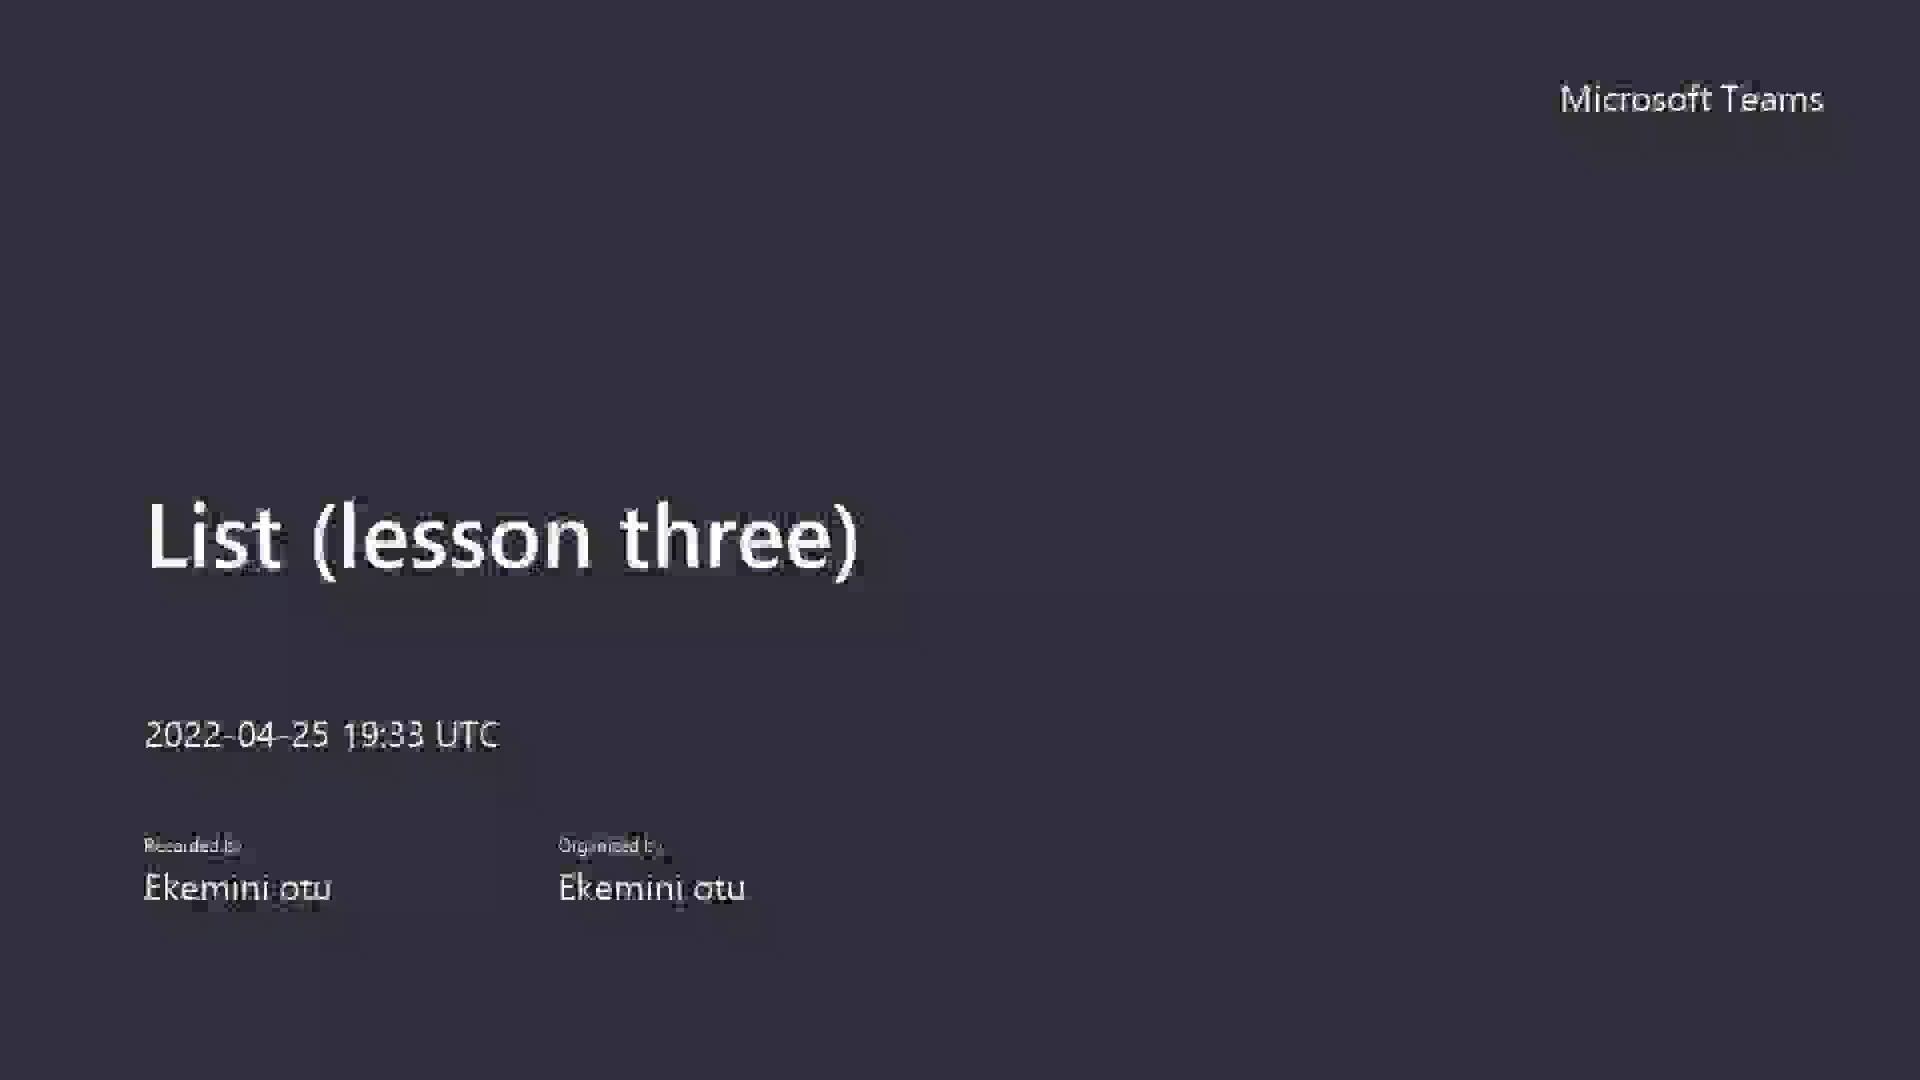 Microsoft Teams
List (lesson three)
2022-04-25 19:33 UTC
Recorded by
Organized by
Ekemini otu
Ekemini otu